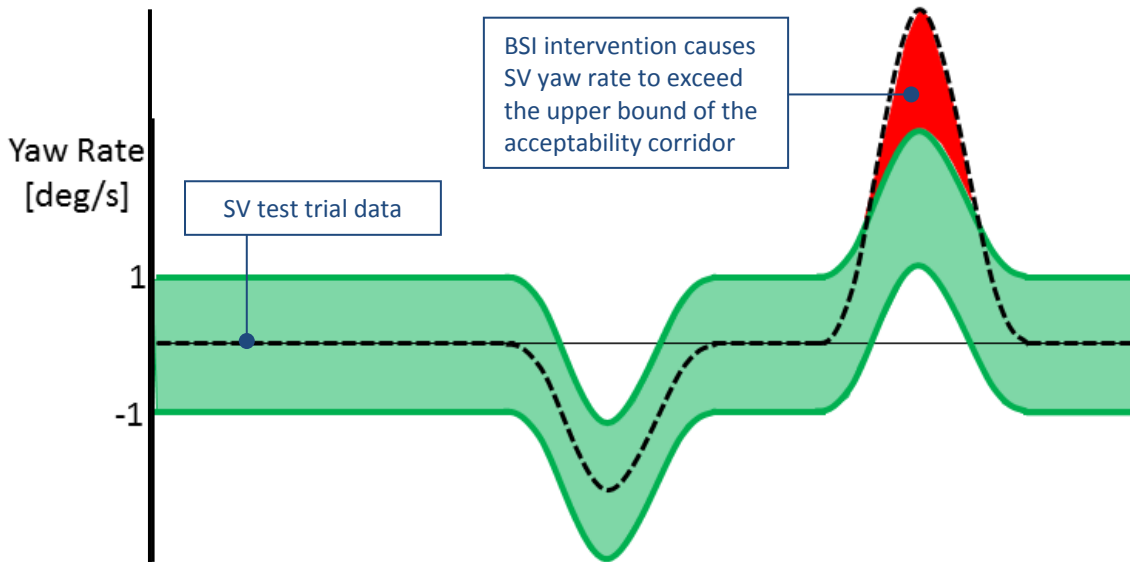 BSI intervention causes
SV yaw rate to exceed
the upper bound of the
acceptability corridor
Yaw Rate
[deg/s]
SV test trial data
1
-1